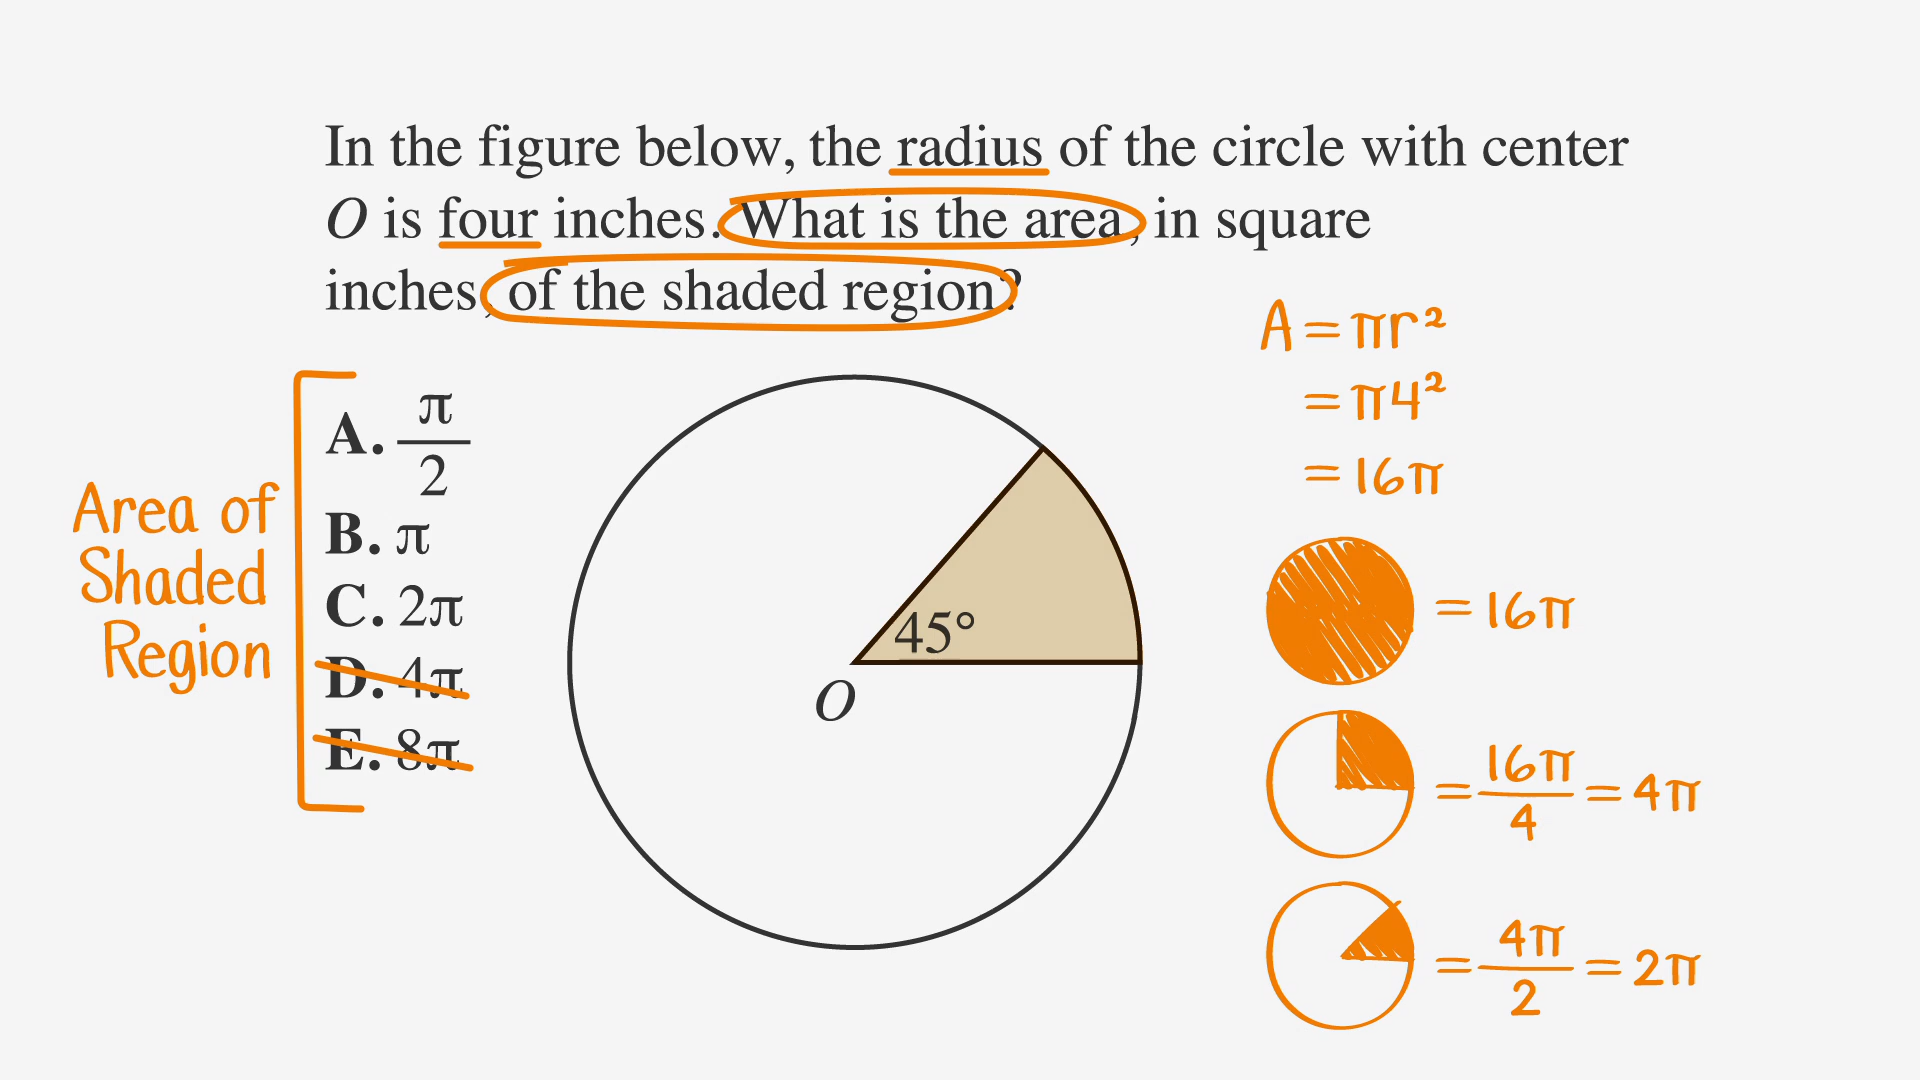 In the figure below, the radius of the circle with center
O is four inches. What is the area, in square
inches, of the shaded region?
A. π/2
B. π
C. 2π
D. 4π
E. 8π
Area of
Shaded
Region
45°
O
A = πr²
= π4²
= 16π
= 16π
= 16π/4 = 4π
= 4π/2 = 2π